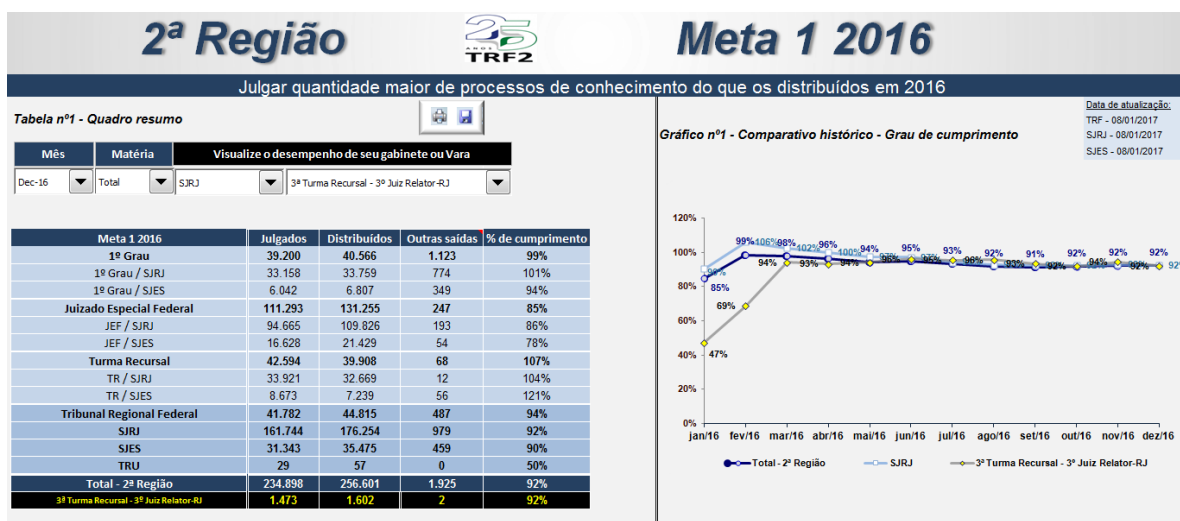 2ª Região
25
ANOS
TRF2
Meta 1 2016
Julgar quantidade maior de processos de conhecimento do que os distribuídos em 2016
Tabela nº1 - Quadro resumo
Mês Matéria Visualize o desempenho de seu gabinete ou Vara
Dec-16 Total SJRJ 3ª Turma Recursal - 3º Juiz Relator-RJ
Meta 1 2016 Julgados Distribuídos Outras saídas % de cumprimento
1º Grau 39.200 40.566 1.123 99%
1º Grau / SJRJ 33.158 33.759 774 101%
1º Grau / SJES 6.042 6.807 349 94%
Juizado Especial Federal 111.293 131.255 247 85%
JEF / SJRJ 94.665 109.826 193 86%
JEF / SJES 16.628 21.429 54 78%
Turma Recursal 42.594 39.908 68 107%
TR / SJRJ 33.921 32.669 12 104%
TR / SJES 8.673 7.239 56 121%
Tribunal Regional Federal 41.782 44.815 487 94%
SJRJ 161.744 176.254 979 92%
SJES 31.343 35.475 459 90%
TRU 29 57 0 50%
Total - 2ª Região 234.898 256.601 1.925 92%
3ª Turma Recursal - 3º Juiz Relator-RJ 1.473 1.602 2 92%
Data de atualização:
TRF - 08/01/2017
SJRJ - 08/01/2017
SJES - 08/01/2017
Gráfico nº1 - Comparativo histórico - Grau de cumprimento
120%
100%
80%
60%
40%
20%
0%
99% 106% 98% 102% 96% 100% 94% 95% 93% 92% 91% 92% 92% 92%
90% 94% 93% 94% 96% 95% 96% 93% 92% 94% 92% 92%
85%
69%
47%
jan/16 fev/16 mar/16 abr/16 mai/16 jun/16 jul/16 ago/16 set/16 out/16 nov/16 dez/16
Total - 2ª Região SJRJ 3ª Turma Recursal - 3º Juiz Relator-RJ